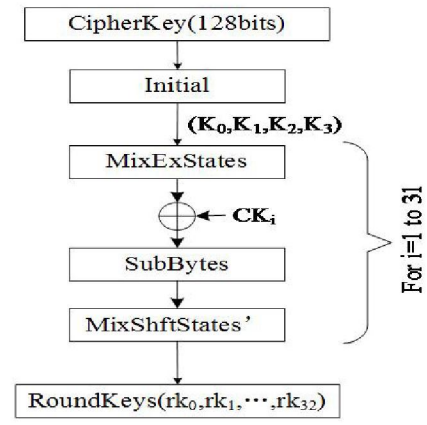 CipherKey(128bits)
Initial
(K₀,K₁,K₂,K₃)
MixExStates
CKᵢ
SubBytes
MixShftStates’
For i=1 to 31
RoundKeys(rk₀,rk₁,⋯,rk₃₂)